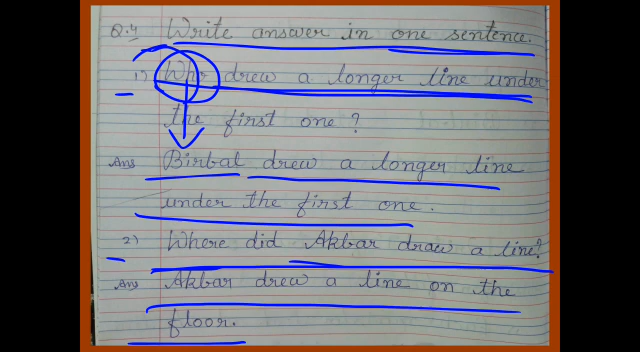 Q.4 Write answer in one sentence.
1) Who drew a longer line under
the first one?
Ans Birbal drew a longer line
under the first one.
2) Where did Akbar draw a line?
Ans Akbar drew a line on the
floor.